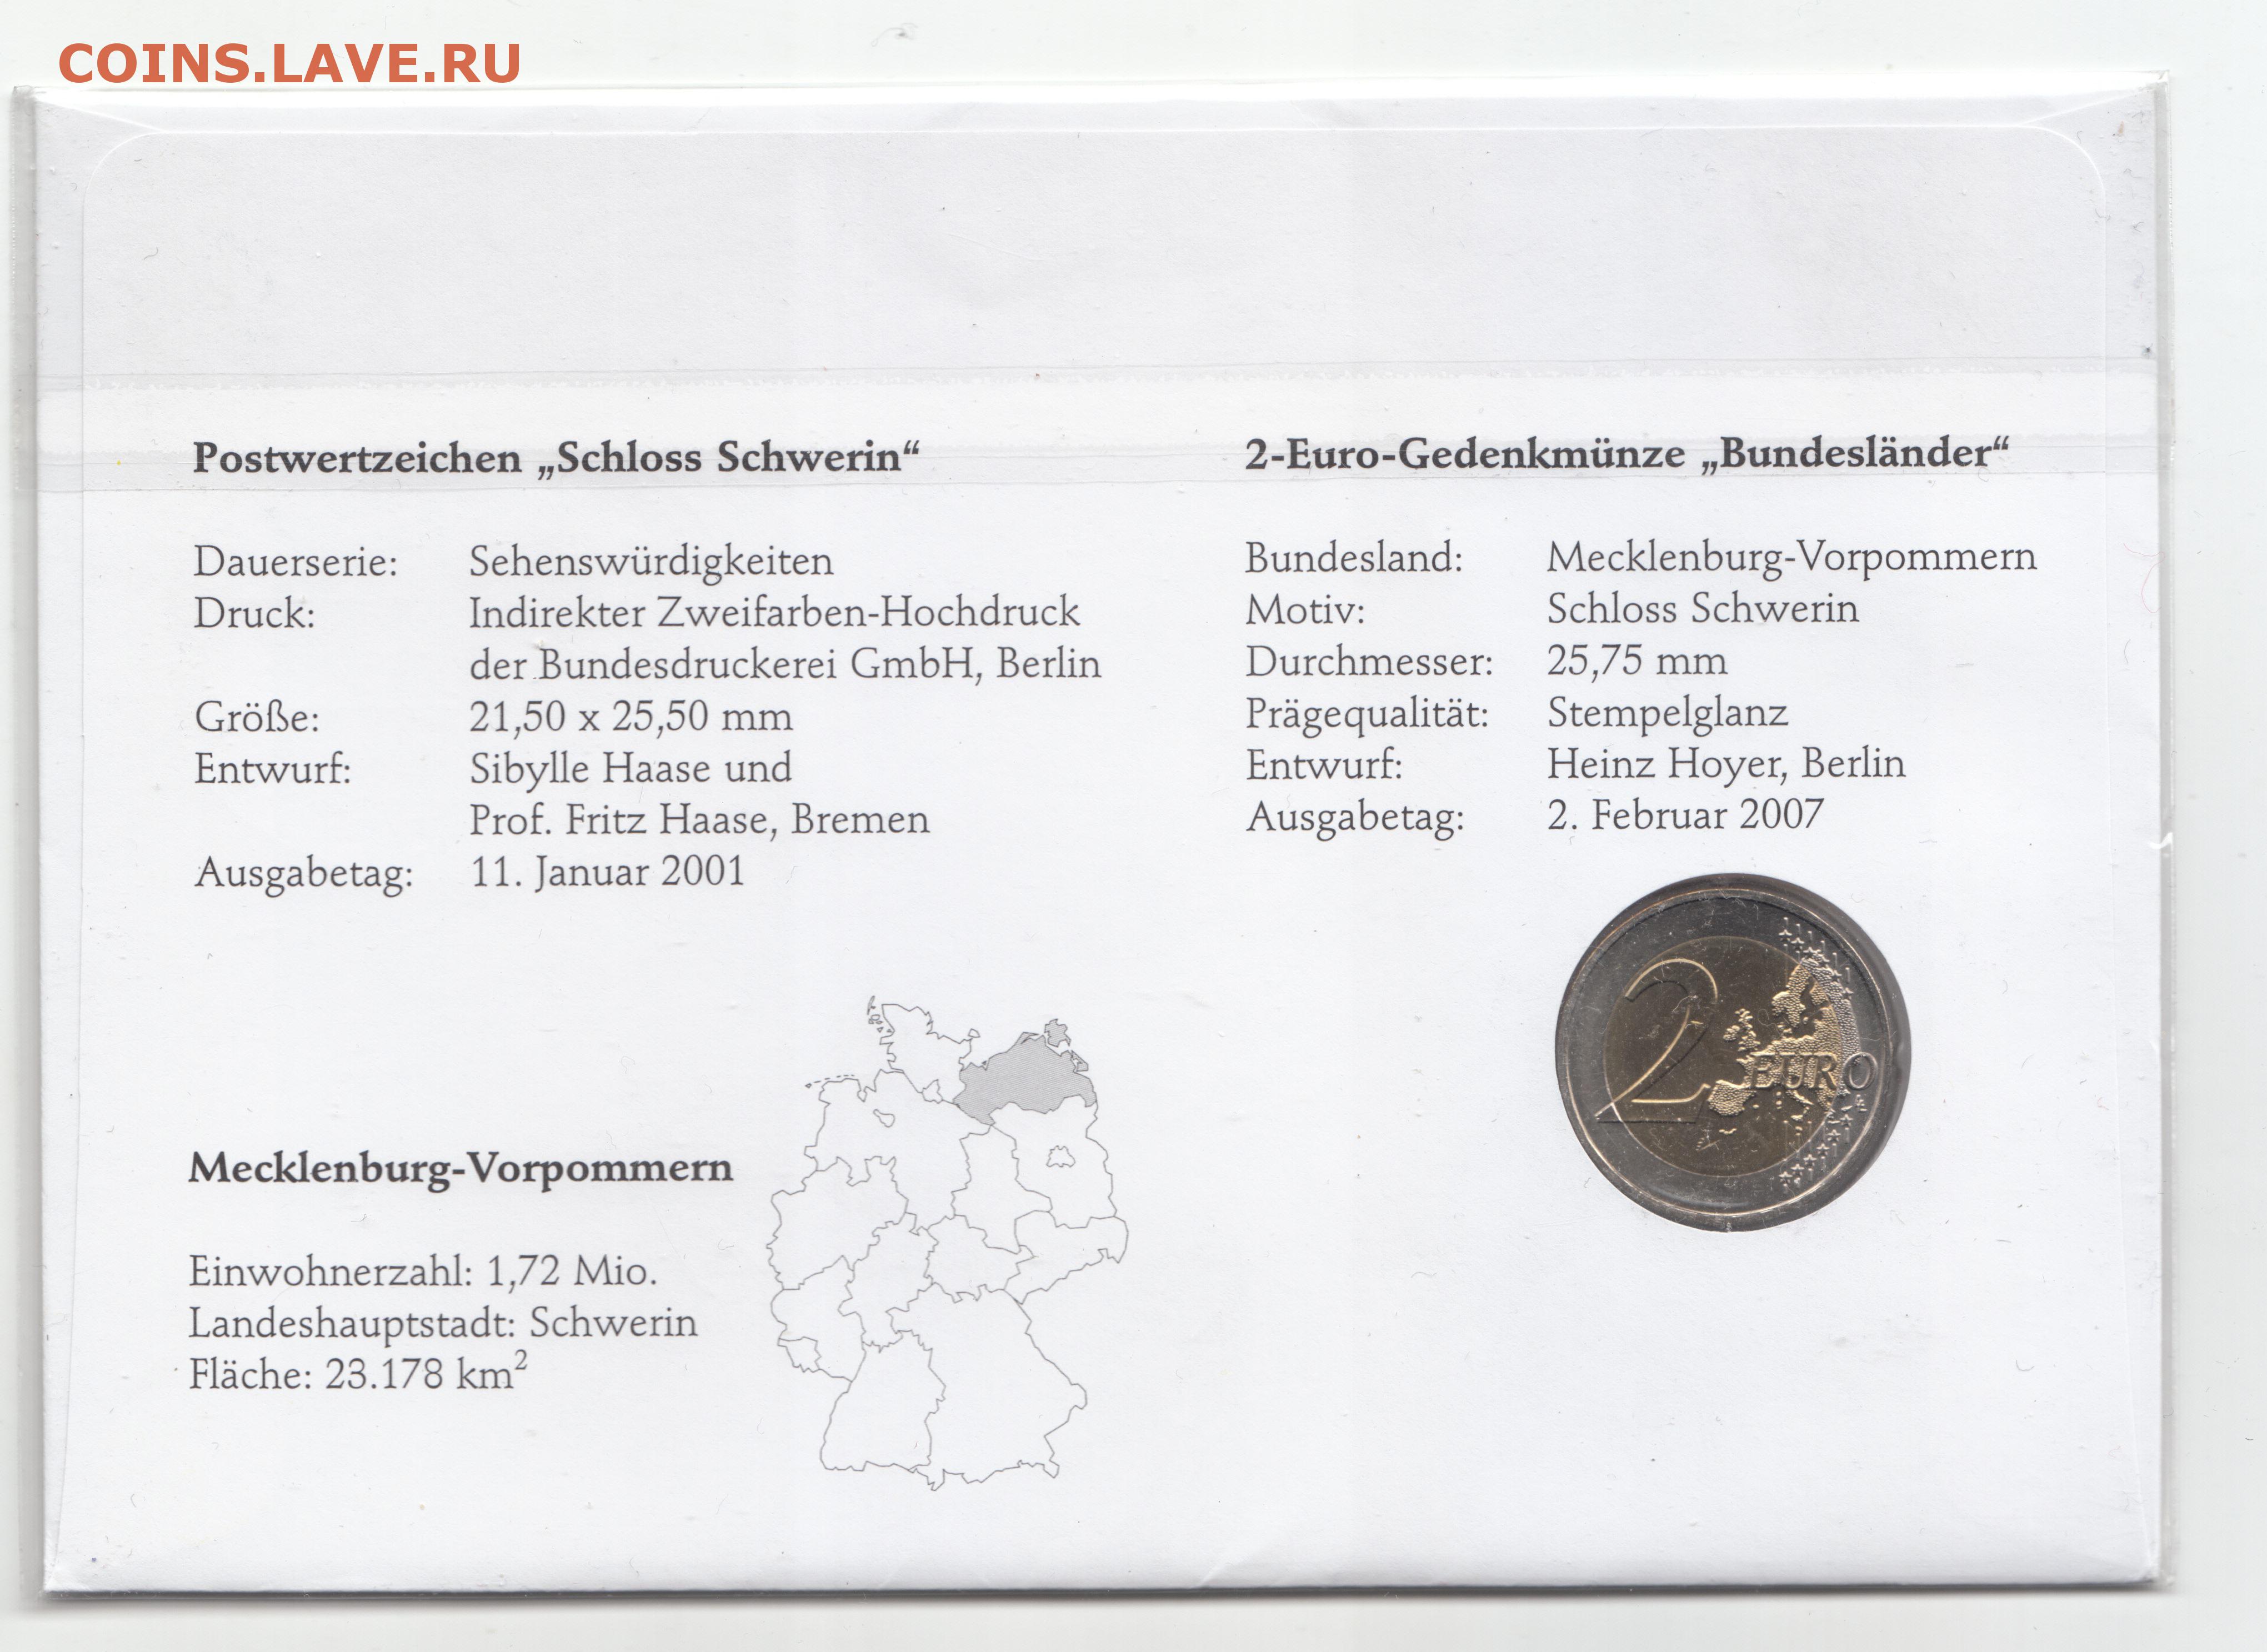 COINS.LAVE.RU
Postwertzeichen „Schloss Schwerin“
Dauerserie: Sehenswürdigkeiten
Druck: Indirekter Zweifarben-Hochdruck
der Bundesdruckerei GmbH, Berlin
Größe: 21,50 x 25,50 mm
Entwurf: Sibylle Haase und
Prof. Fritz Haase, Bremen
Ausgabetag: 11. Januar 2001
2-Euro-Gedenkmünze „Bundesländer“
Bundesland: Mecklenburg-Vorpommern
Motiv: Schloss Schwerin
Durchmesser: 25,75 mm
Prägequalität: Stempelglanz
Entwurf: Heinz Hoyer, Berlin
Ausgabetag: 2. Februar 2007
2 EURO
Mecklenburg-Vorpommern
Einwohnerzahl: 1,72 Mio.
Landeshauptstadt: Schwerin
Fläche: 23.178 km²